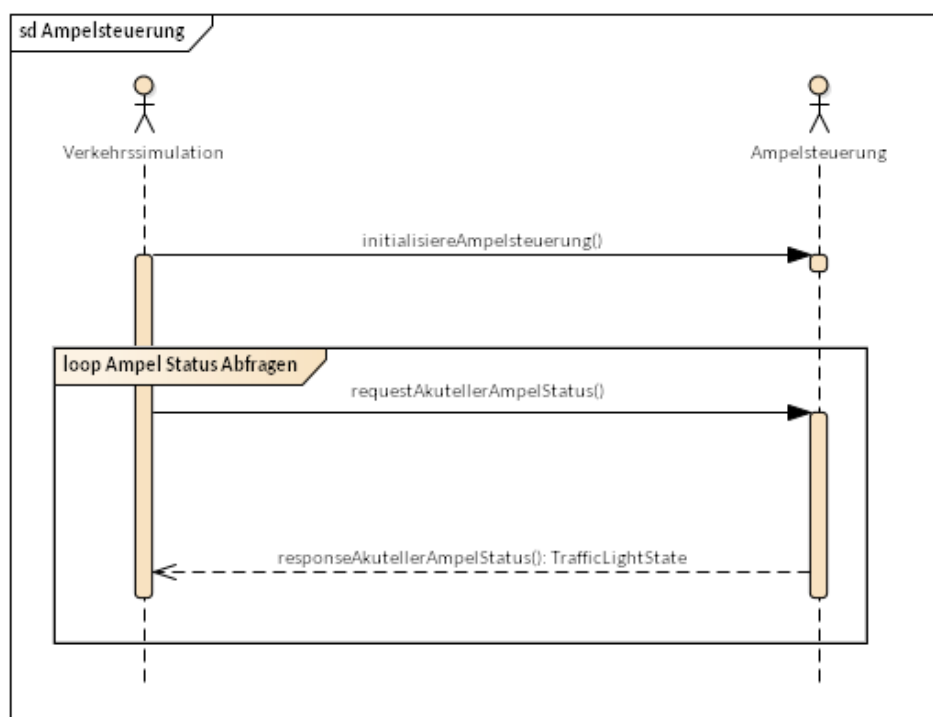 sd Ampelsteuerung
Verkehrssimulation
Ampelsteuerung
initialisiereAmpelsteuerung()
loop Ampel Status Abfragen
requestAkutellerAmpelStatus()
responseAkutellerAmpelStatus(): TrafficLightState